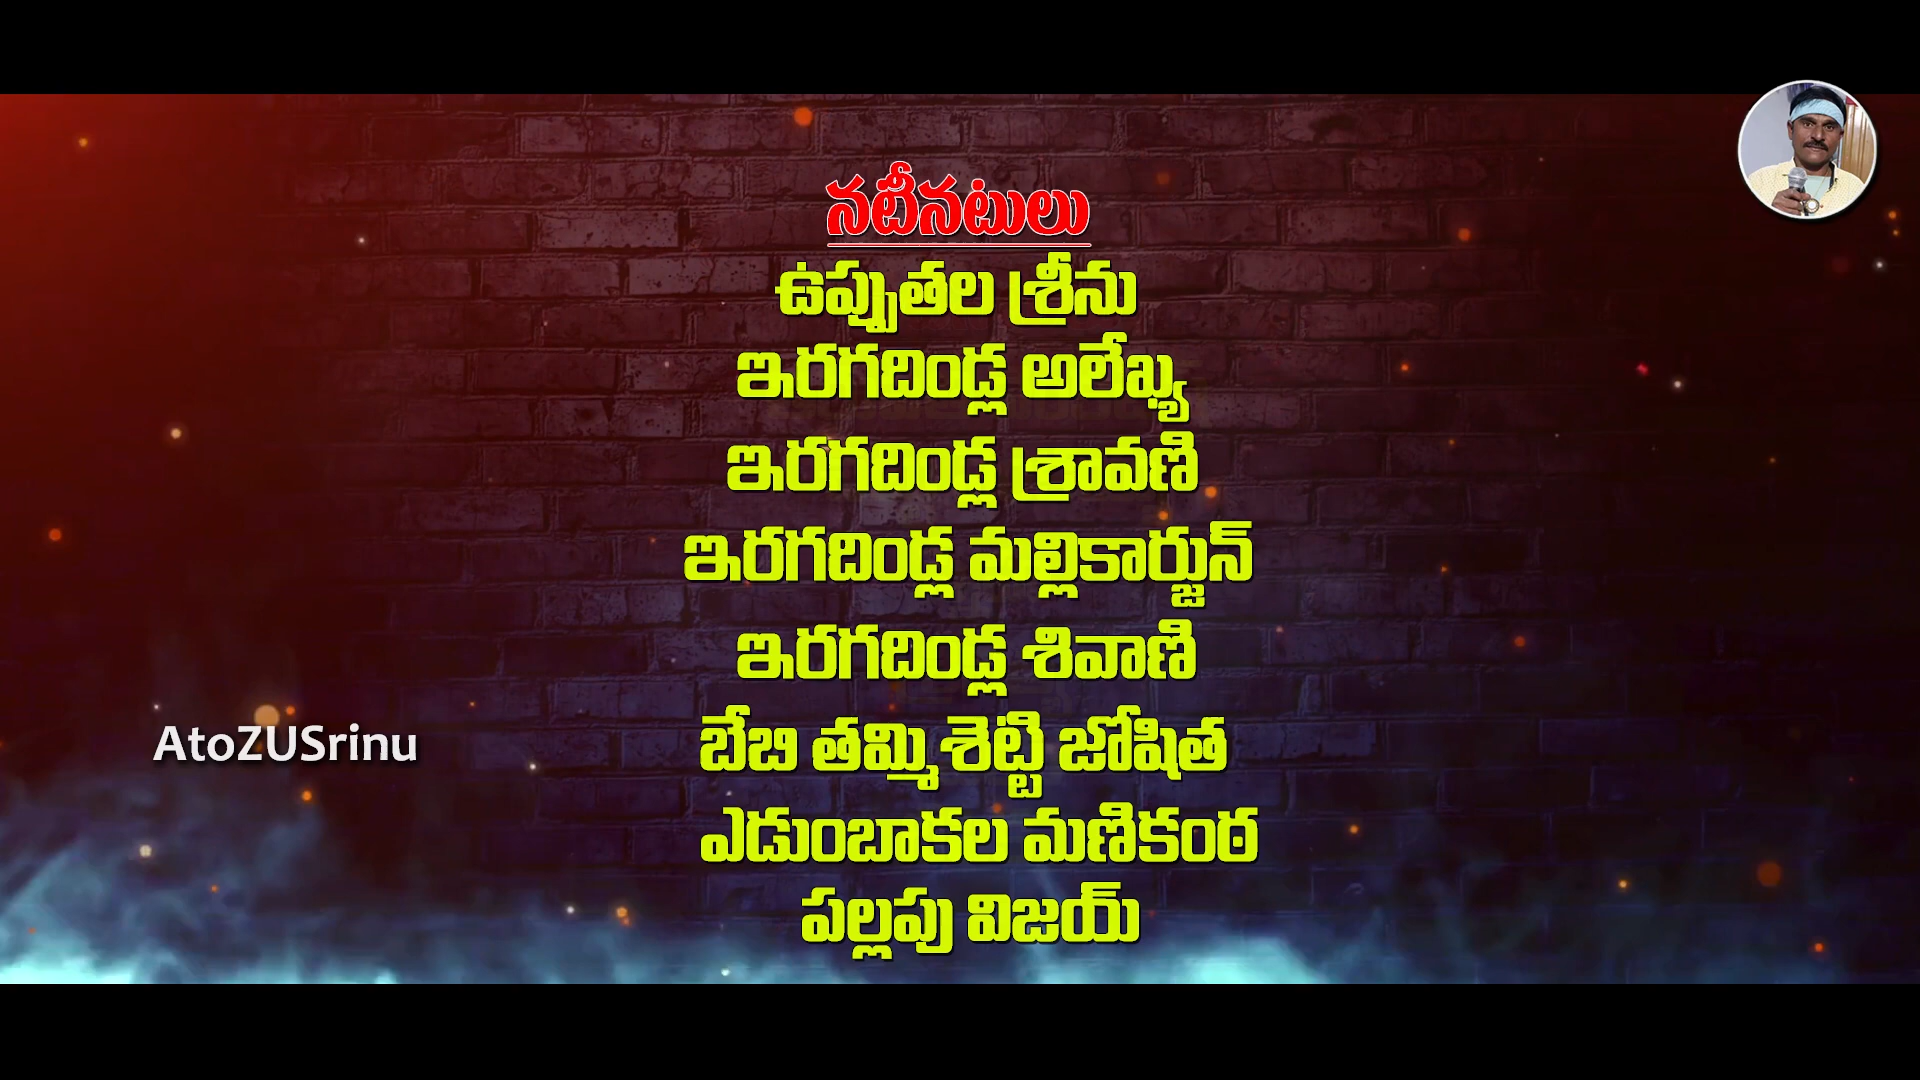 నటీనటులు
ఉప్పుతల శ్రీను
ఇరగదిండ్ల అలేఖ్య
ఇరగదిండ్ల శ్రావణి
ఇరగదిండ్ల మల్లికార్జున్
ఇరగదిండ్ల శివాణి
బేబి తమ్మిశెట్టి జోషిత
ఎడుంబాకల మణికంఠ
పల్లపు విజయ్
AtoZUSrinu